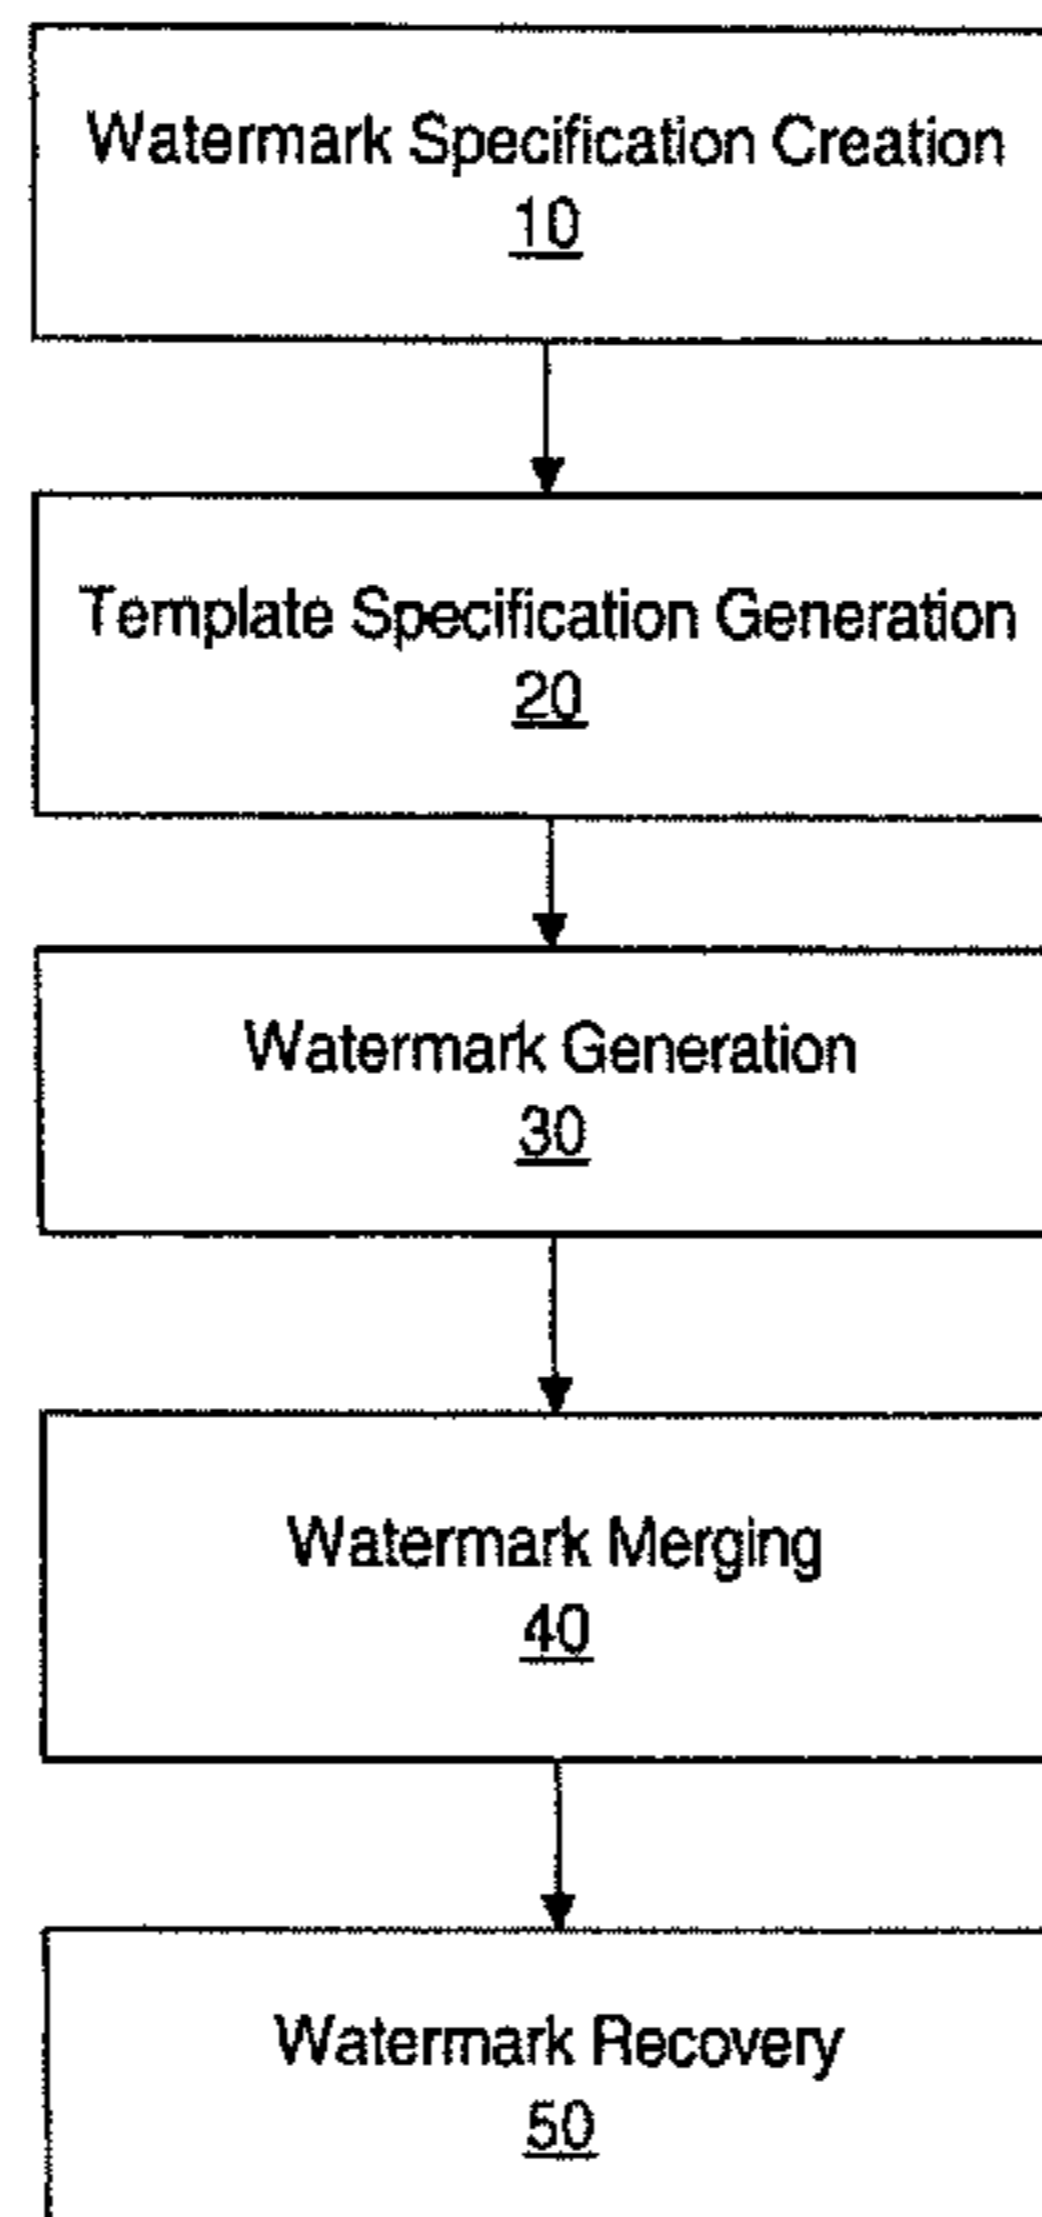 Watermark Specification Creation
10
Template Specification Generation
20
Watermark Generation
30
Watermark Merging
40
Watermark Recovery
50